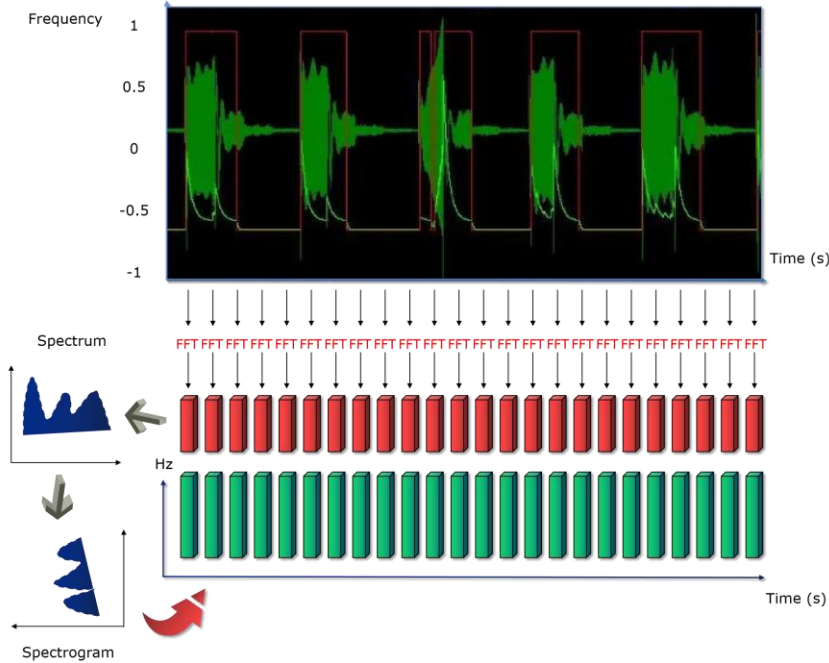 Frequency
1
0.5
0
-0.5
-1
Time (s)
FFT FFT FFT FFT FFT FFT FFT FFT FFT FFT FFT FFT FFT FFT FFT FFT FFT FFT FFT FFT FFT FFT FFT FFT
Spectrum
Hz
Time (s)
Spectrogram